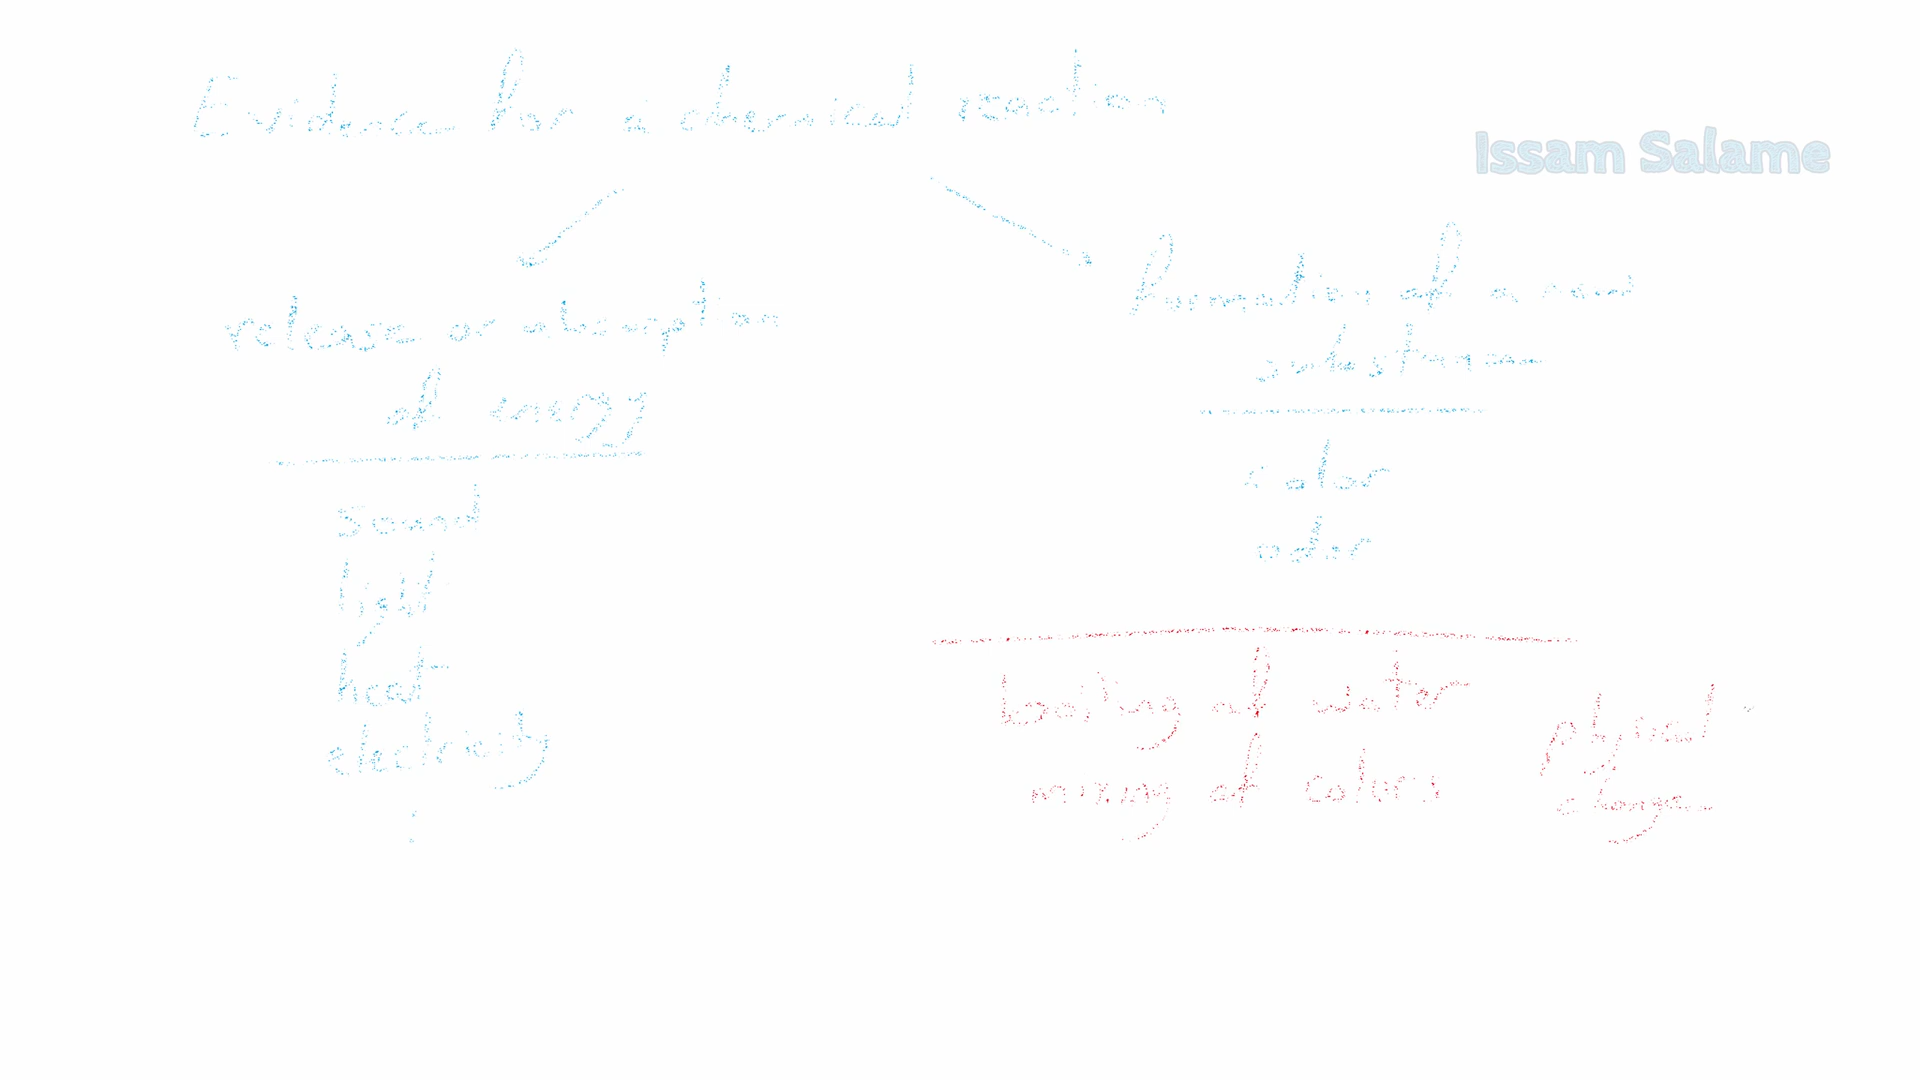 Evidence for a chemical reaction
Issam Salame
release or absorption
of energy
Sound
light
heat
electricity
formation of a new
substance
color
odor
boiling of water
mixing of colors
physical
change